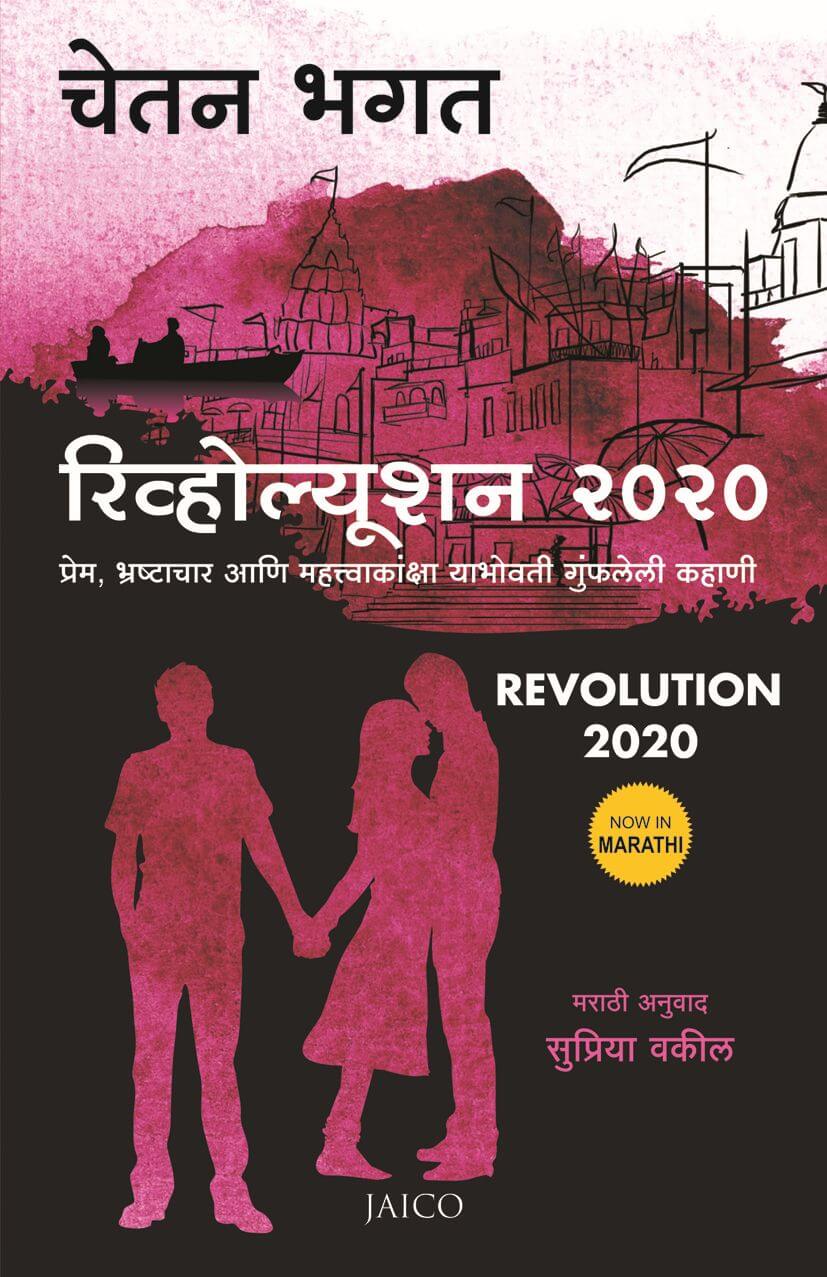 चेतन भगत
रिव्होल्यूशन २०२०
प्रेम, भ्रष्टाचार आणि महत्त्वाकांक्षा याभोवती गुंफलेली कहाणी
REVOLUTION
2020
NOW IN
MARATHI
मराठी अनुवाद
सुप्रिया वकील
JAICO